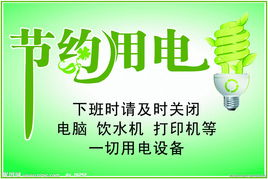 节约用电
下班时请及时关闭
电脑 饮水机 打印机等
一切用电设备